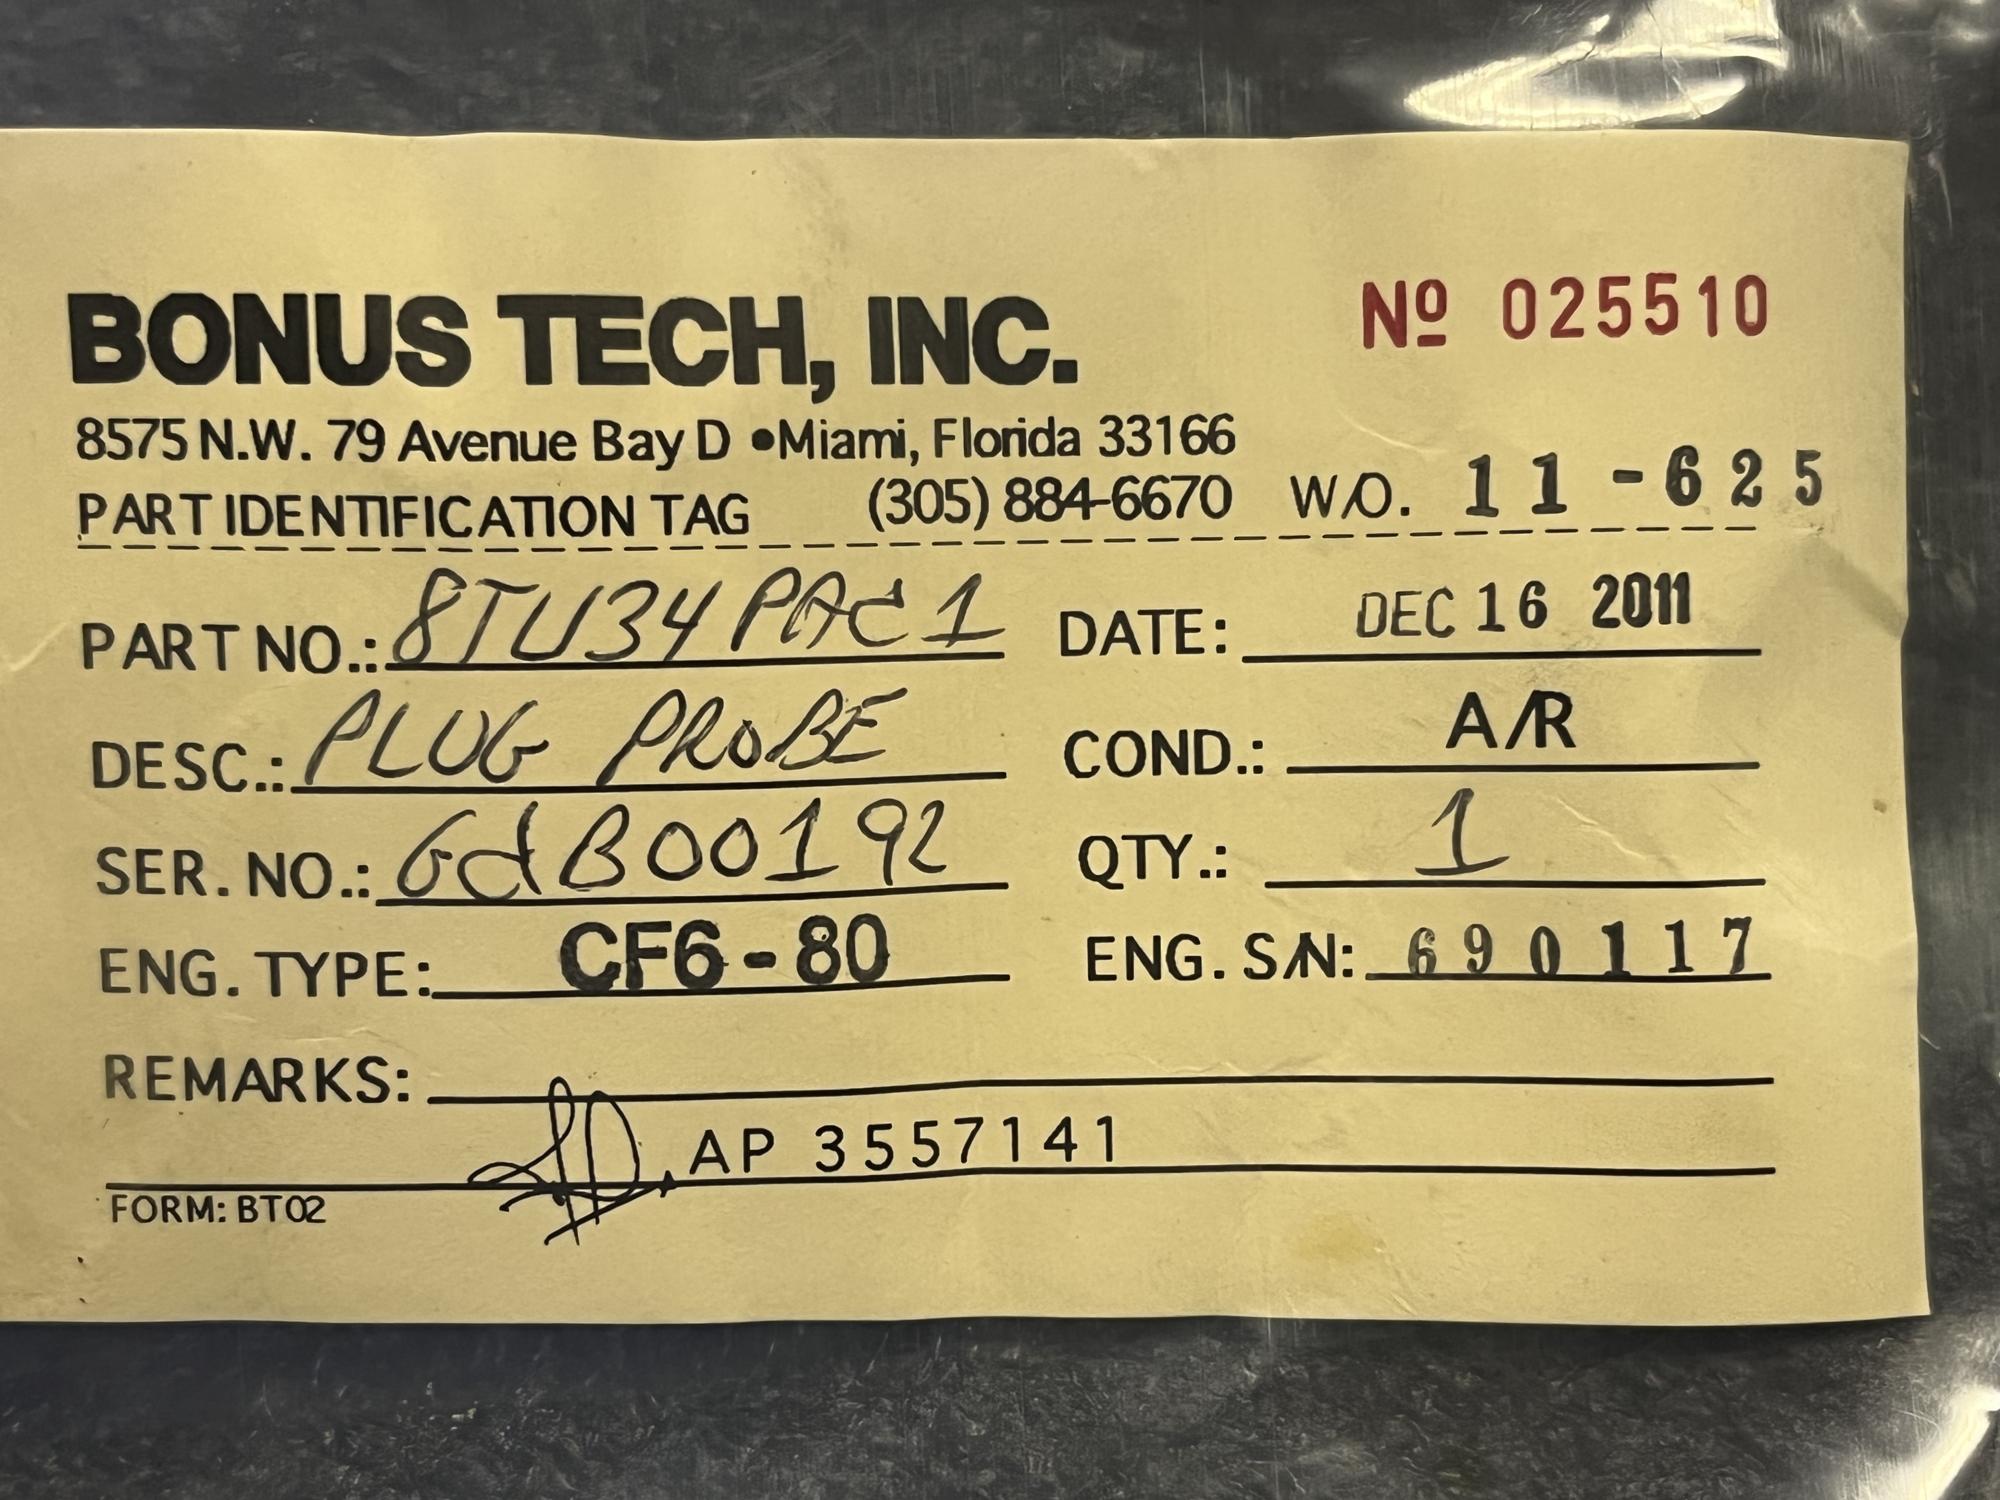 BONUS TECH, INC. Nº 025510
8575 N.W. 79 Avenue Bay D •Miami, Florida 33166
PART IDENTIFICATION TAG (305) 884-6670 W.O. 11-625
PART NO.: 8TU34PAC1 DATE: DEC 16 2011
DESC.: PLUG PROBE COND.: A/R
SER. NO.: GdB00192 QTY.: 1
ENG. TYPE: CF6-80 ENG. S/N: 690117
REMARKS:
AP 3557141
FORM: BT02